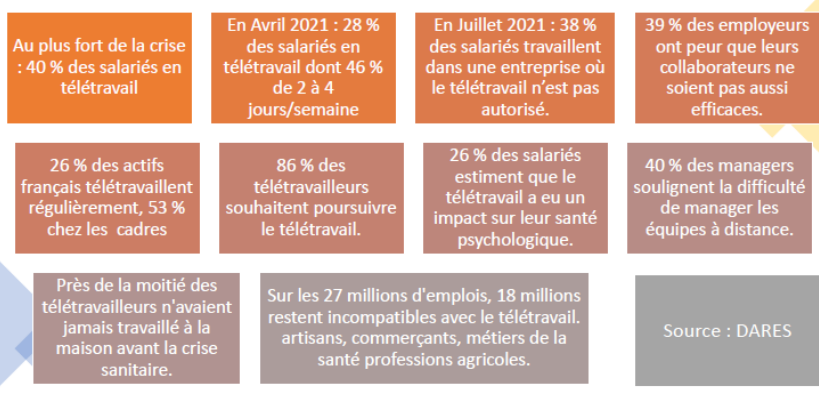 Au plus fort de la crise
: 40 % des salariés en
télétravail
En Avril 2021 : 28 %
des salariés en
télétravail dont 46 %
de 2 à 4
jours/semaine
En Juillet 2021 : 38 %
des salariés travaillent
dans une entreprise où
le télétravail n'est pas
autorisé.
39 % des employeurs
ont peur que leurs
collaborateurs ne
soient pas aussi
efficaces.
26 % des actifs
français télétravaillent
régulièrement, 53 %
chez les cadres
86 % des
télétravailleurs
souhaitent poursuivre
le télétravail.
26 % des salariés
estiment que le
télétravail a eu un
impact sur leur santé
psychologique.
40 % des managers
soulignent la difficulté
de manager les
équipes à distance.
Près de la moitié des
télétravailleurs n'avaient
jamais travaillé à la
maison avant la crise
sanitaire.
Sur les 27 millions d'emplois, 18 millions
restent incompatibles avec le télétravail.
artisans, commerçants, métiers de la
santé professions agricoles.
Source : DARES